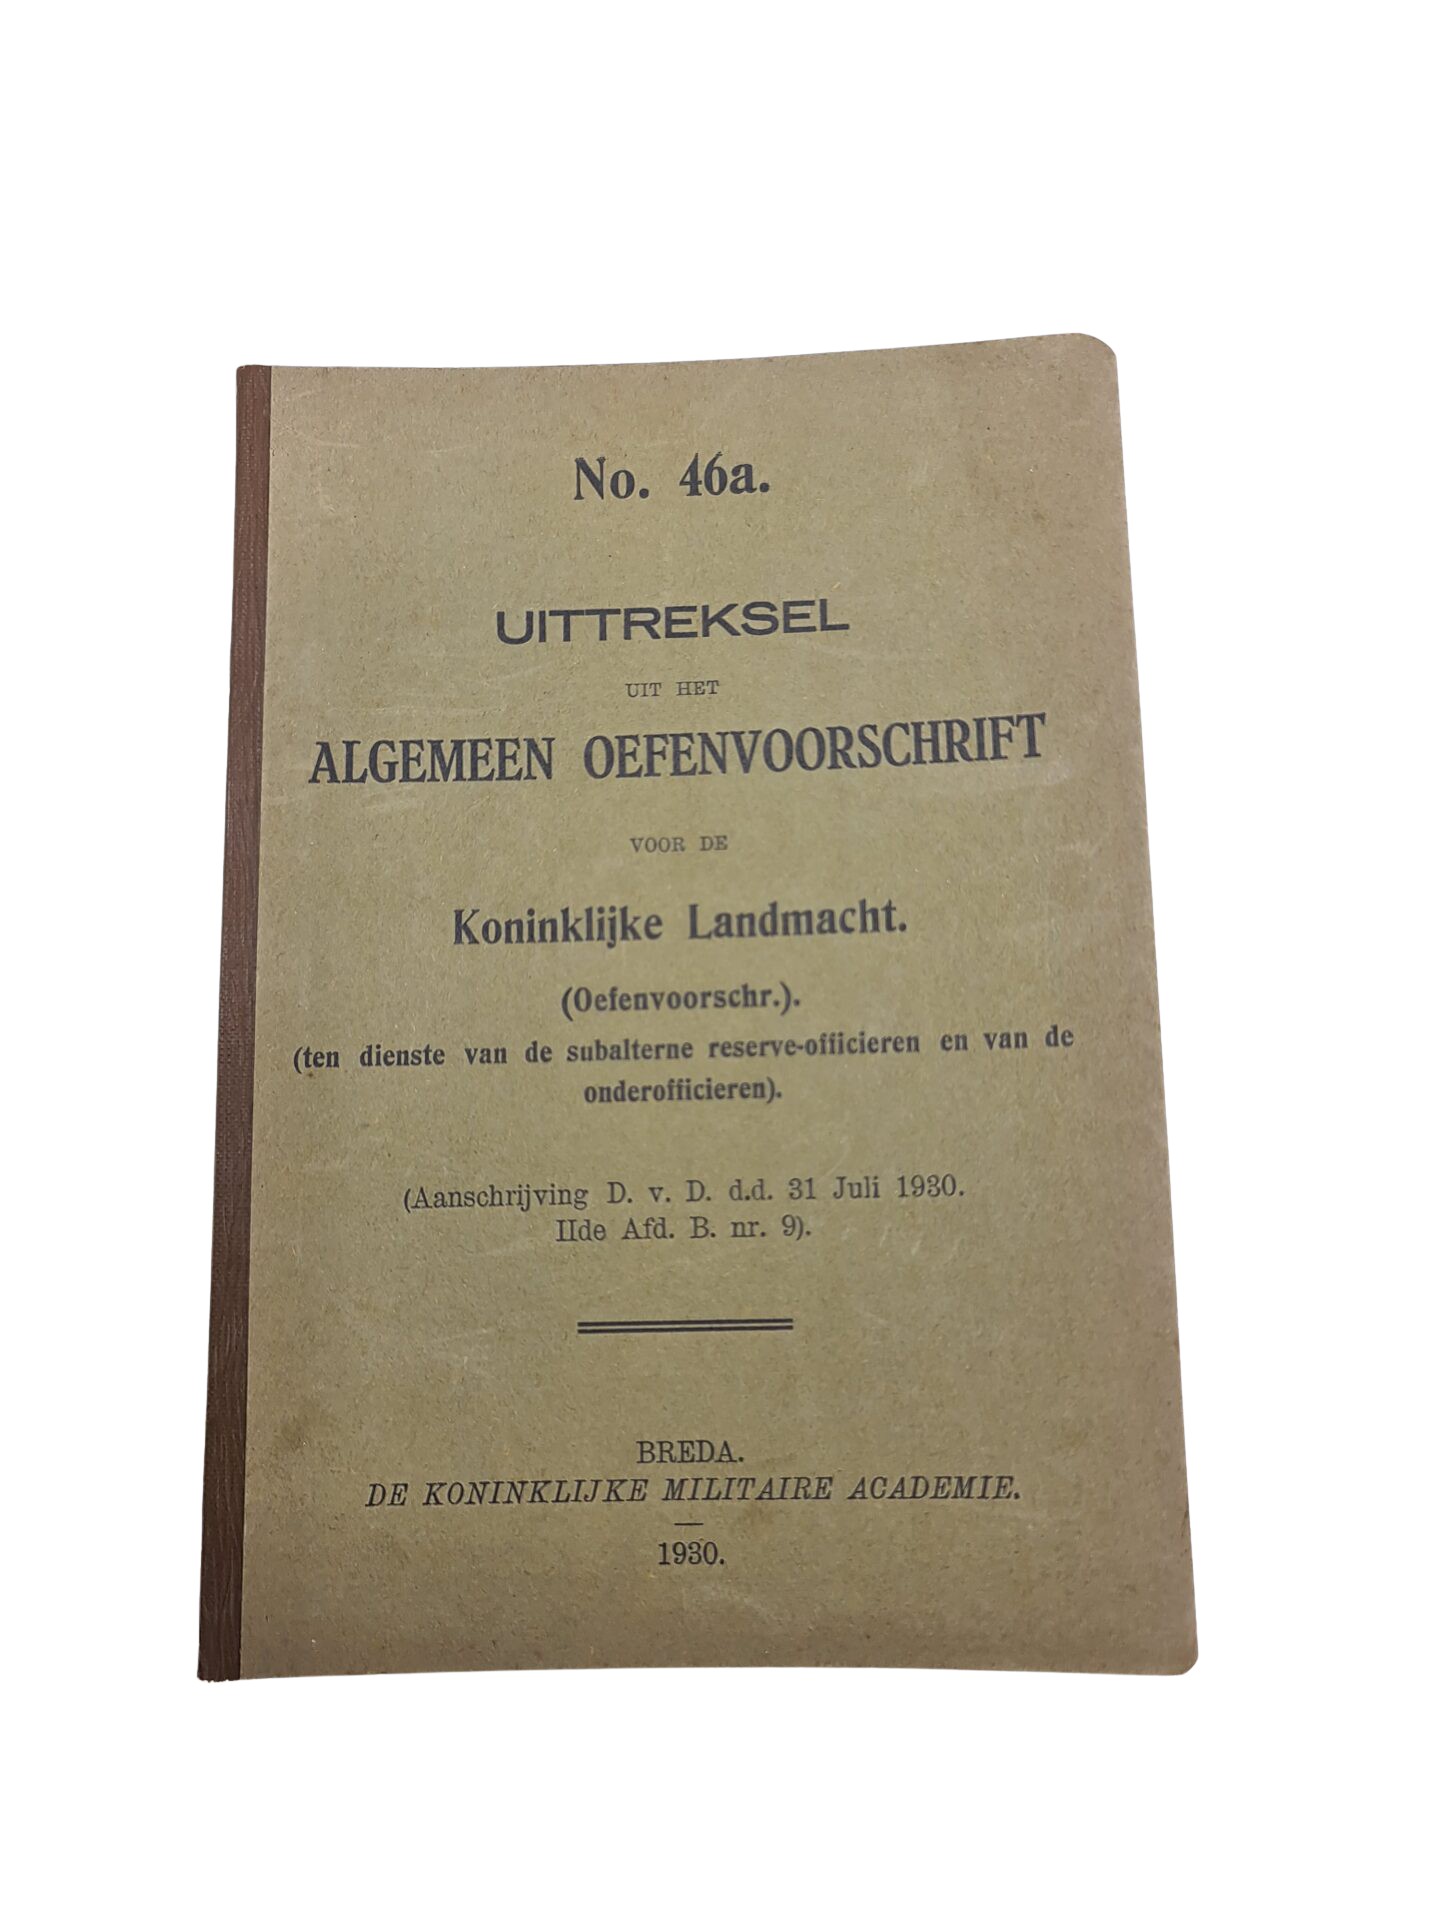 No. 46a.
UITTREKSEL
UIT HET
ALGEMEEN OEFENVOORSCHRIFT
VOOR DE
Koninklijke Landmacht.
(Oefenvoorschr.).
(ten dienste van de subalterne reserve-officieren en van de
onderofficieren).
(Aanschrijving D. v. D. d.d. 31 Juli 1930.
IIde Afd. B. nr. 9).
BREDA.
DE KONINKLIJKE MILITAIRE ACADEMIE.
1930.